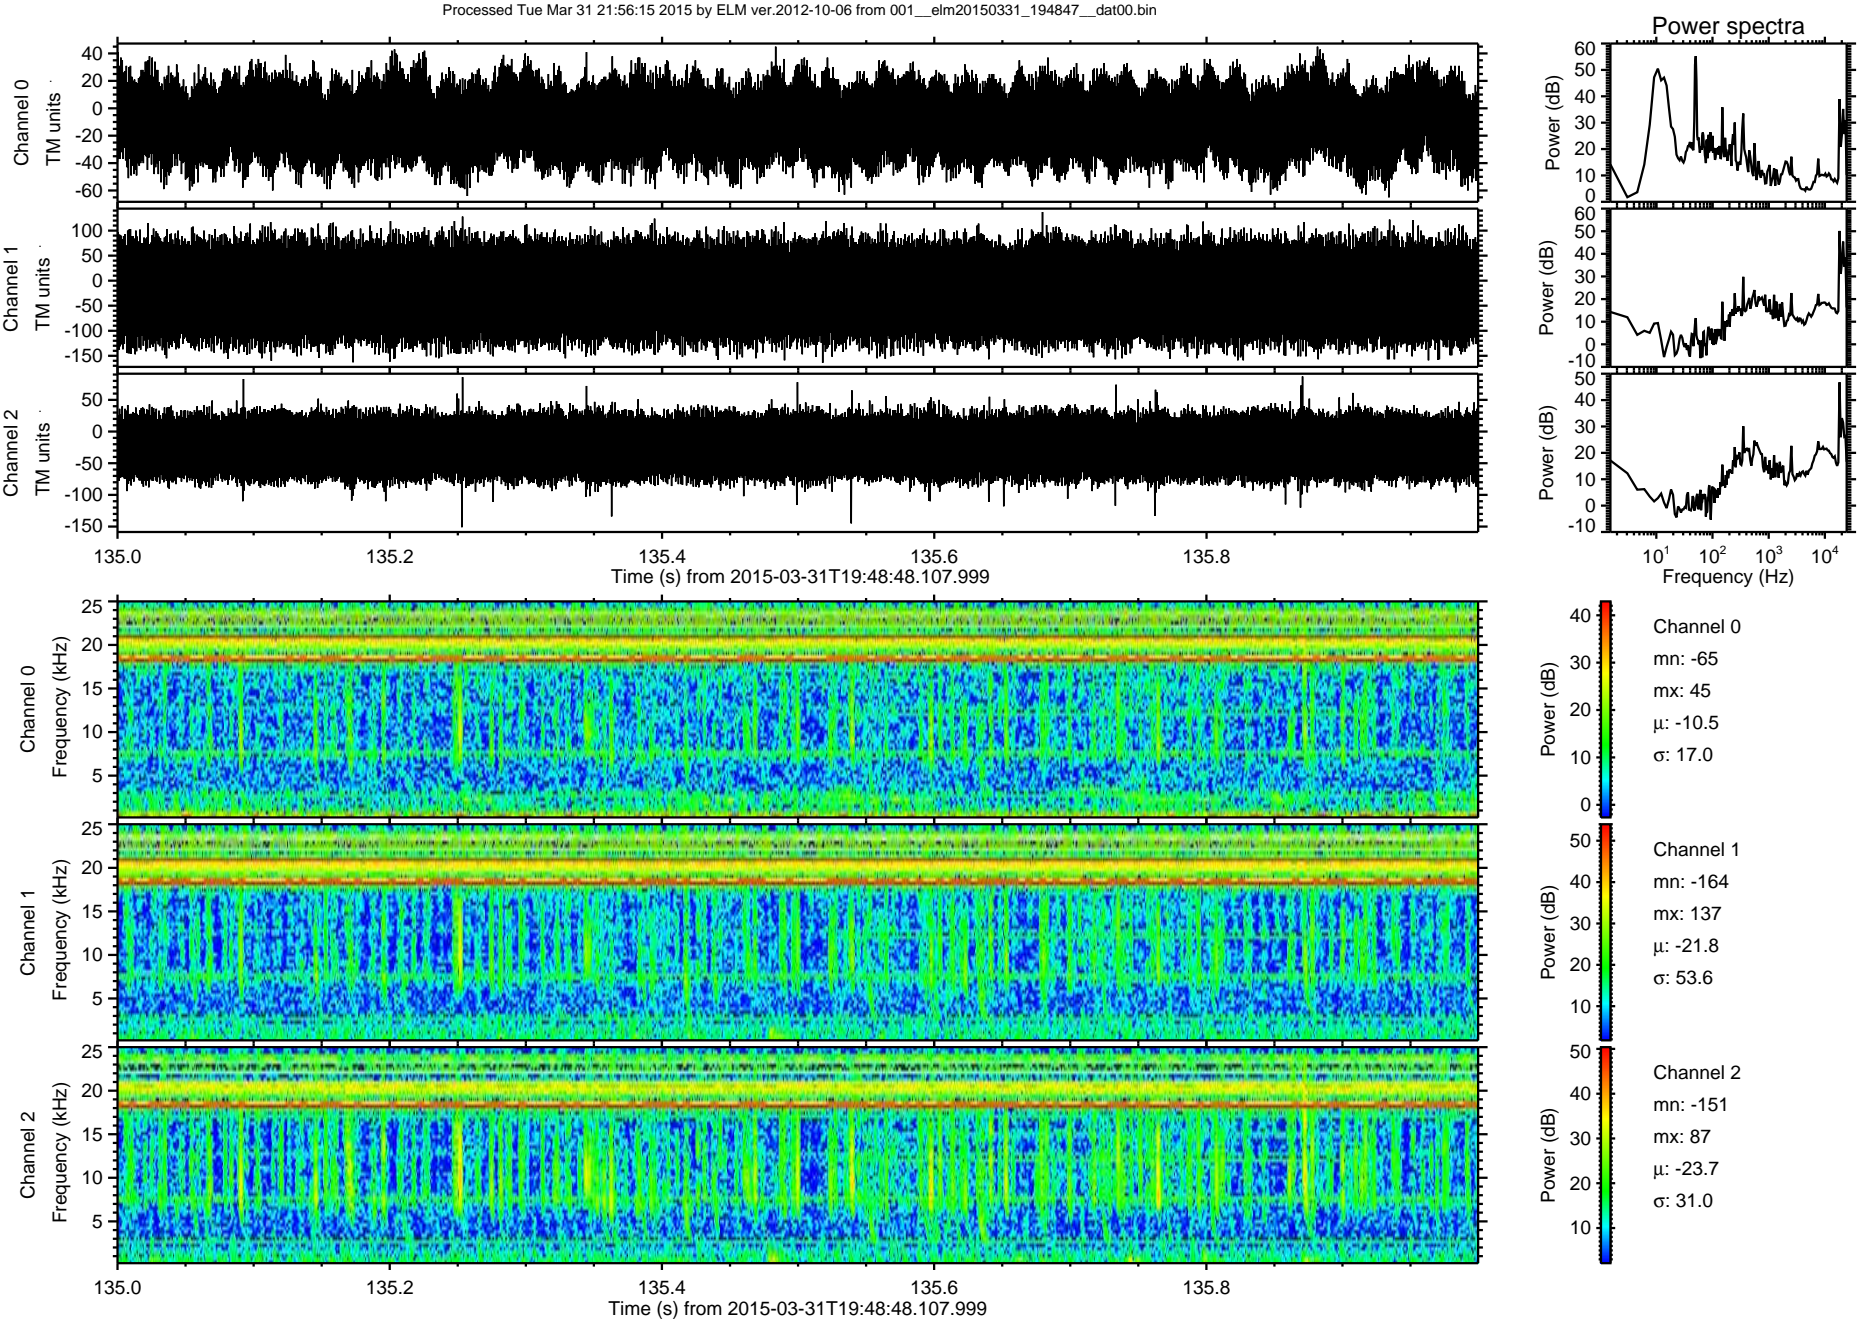 Processed Tue Mar 31 21:56:15 2015 by ELM ver.2012-10-06 from 001__elm20150331_194847__dat00.bin
Power spectra
Channel 0
TM units
40
20
0
-20
-40
-60
Power (dB)
60
50
40
30
20
10
0
Channel 1
TM units
100
50
0
-50
-100
-150
Power (dB)
60
50
40
30
20
10
0
-10
Channel 2
TM units
50
0
-50
-100
-150
Power (dB)
50
40
30
20
10
0
-10
135.0 135.2 135.4 135.6 135.8
Time (s) from 2015-03-31T19:48:48.107.999
10^1 10^2 10^3 10^4
Frequency (Hz)
Channel 0
Frequency (kHz)
25
20
15
10
5
Power (dB)
40
30
20
10
0
Channel 0
mn: -65
mx: 45
μ: -10.5
σ: 17.0
Channel 1
Frequency (kHz)
25
20
15
10
5
Power (dB)
50
40
30
20
10
Channel 1
mn: -164
mx: 137
μ: -21.8
σ: 53.6
Channel 2
Frequency (kHz)
25
20
15
10
5
Power (dB)
50
40
30
20
10
Channel 2
mn: -151
mx: 87
μ: -23.7
σ: 31.0
135.0 135.2 135.4 135.6 135.8
Time (s) from 2015-03-31T19:48:48.107.999